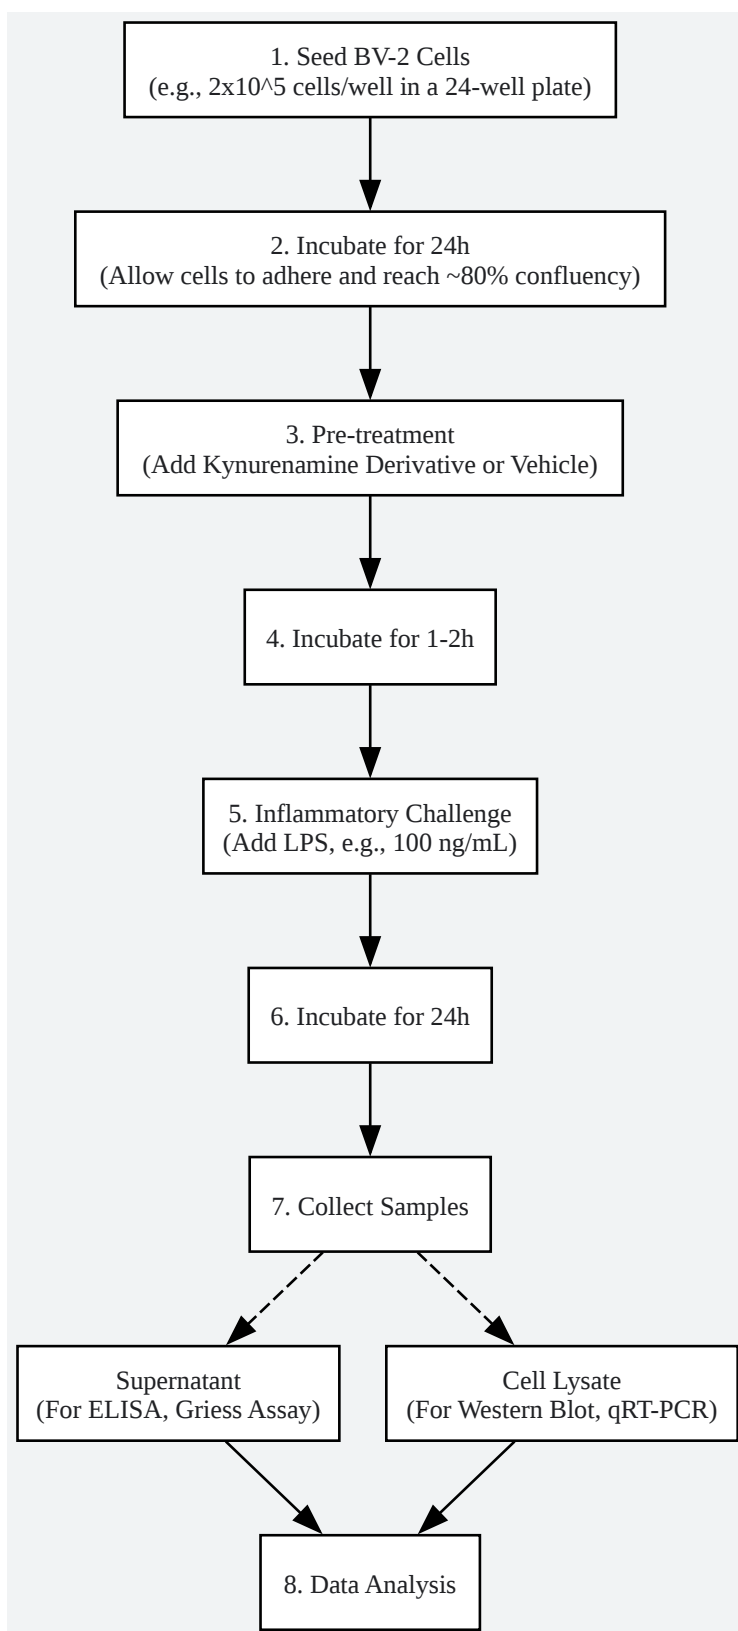 1. Seed BV-2 Cells
(e.g., 2x10^5 cells/well in a 24-well plate)
2. Incubate for 24h
(Allow cells to adhere and reach ~80% confluency)
3. Pre-treatment
(Add Kynurenamine Derivative or Vehicle)
4. Incubate for 1-2h
5. Inflammatory Challenge
(Add LPS, e.g., 100 ng/mL)
6. Incubate for 24h
7. Collect Samples
Supernatant
(For ELISA, Griess Assay)
Cell Lysate
(For Western Blot, qRT-PCR)
8. Data Analysis